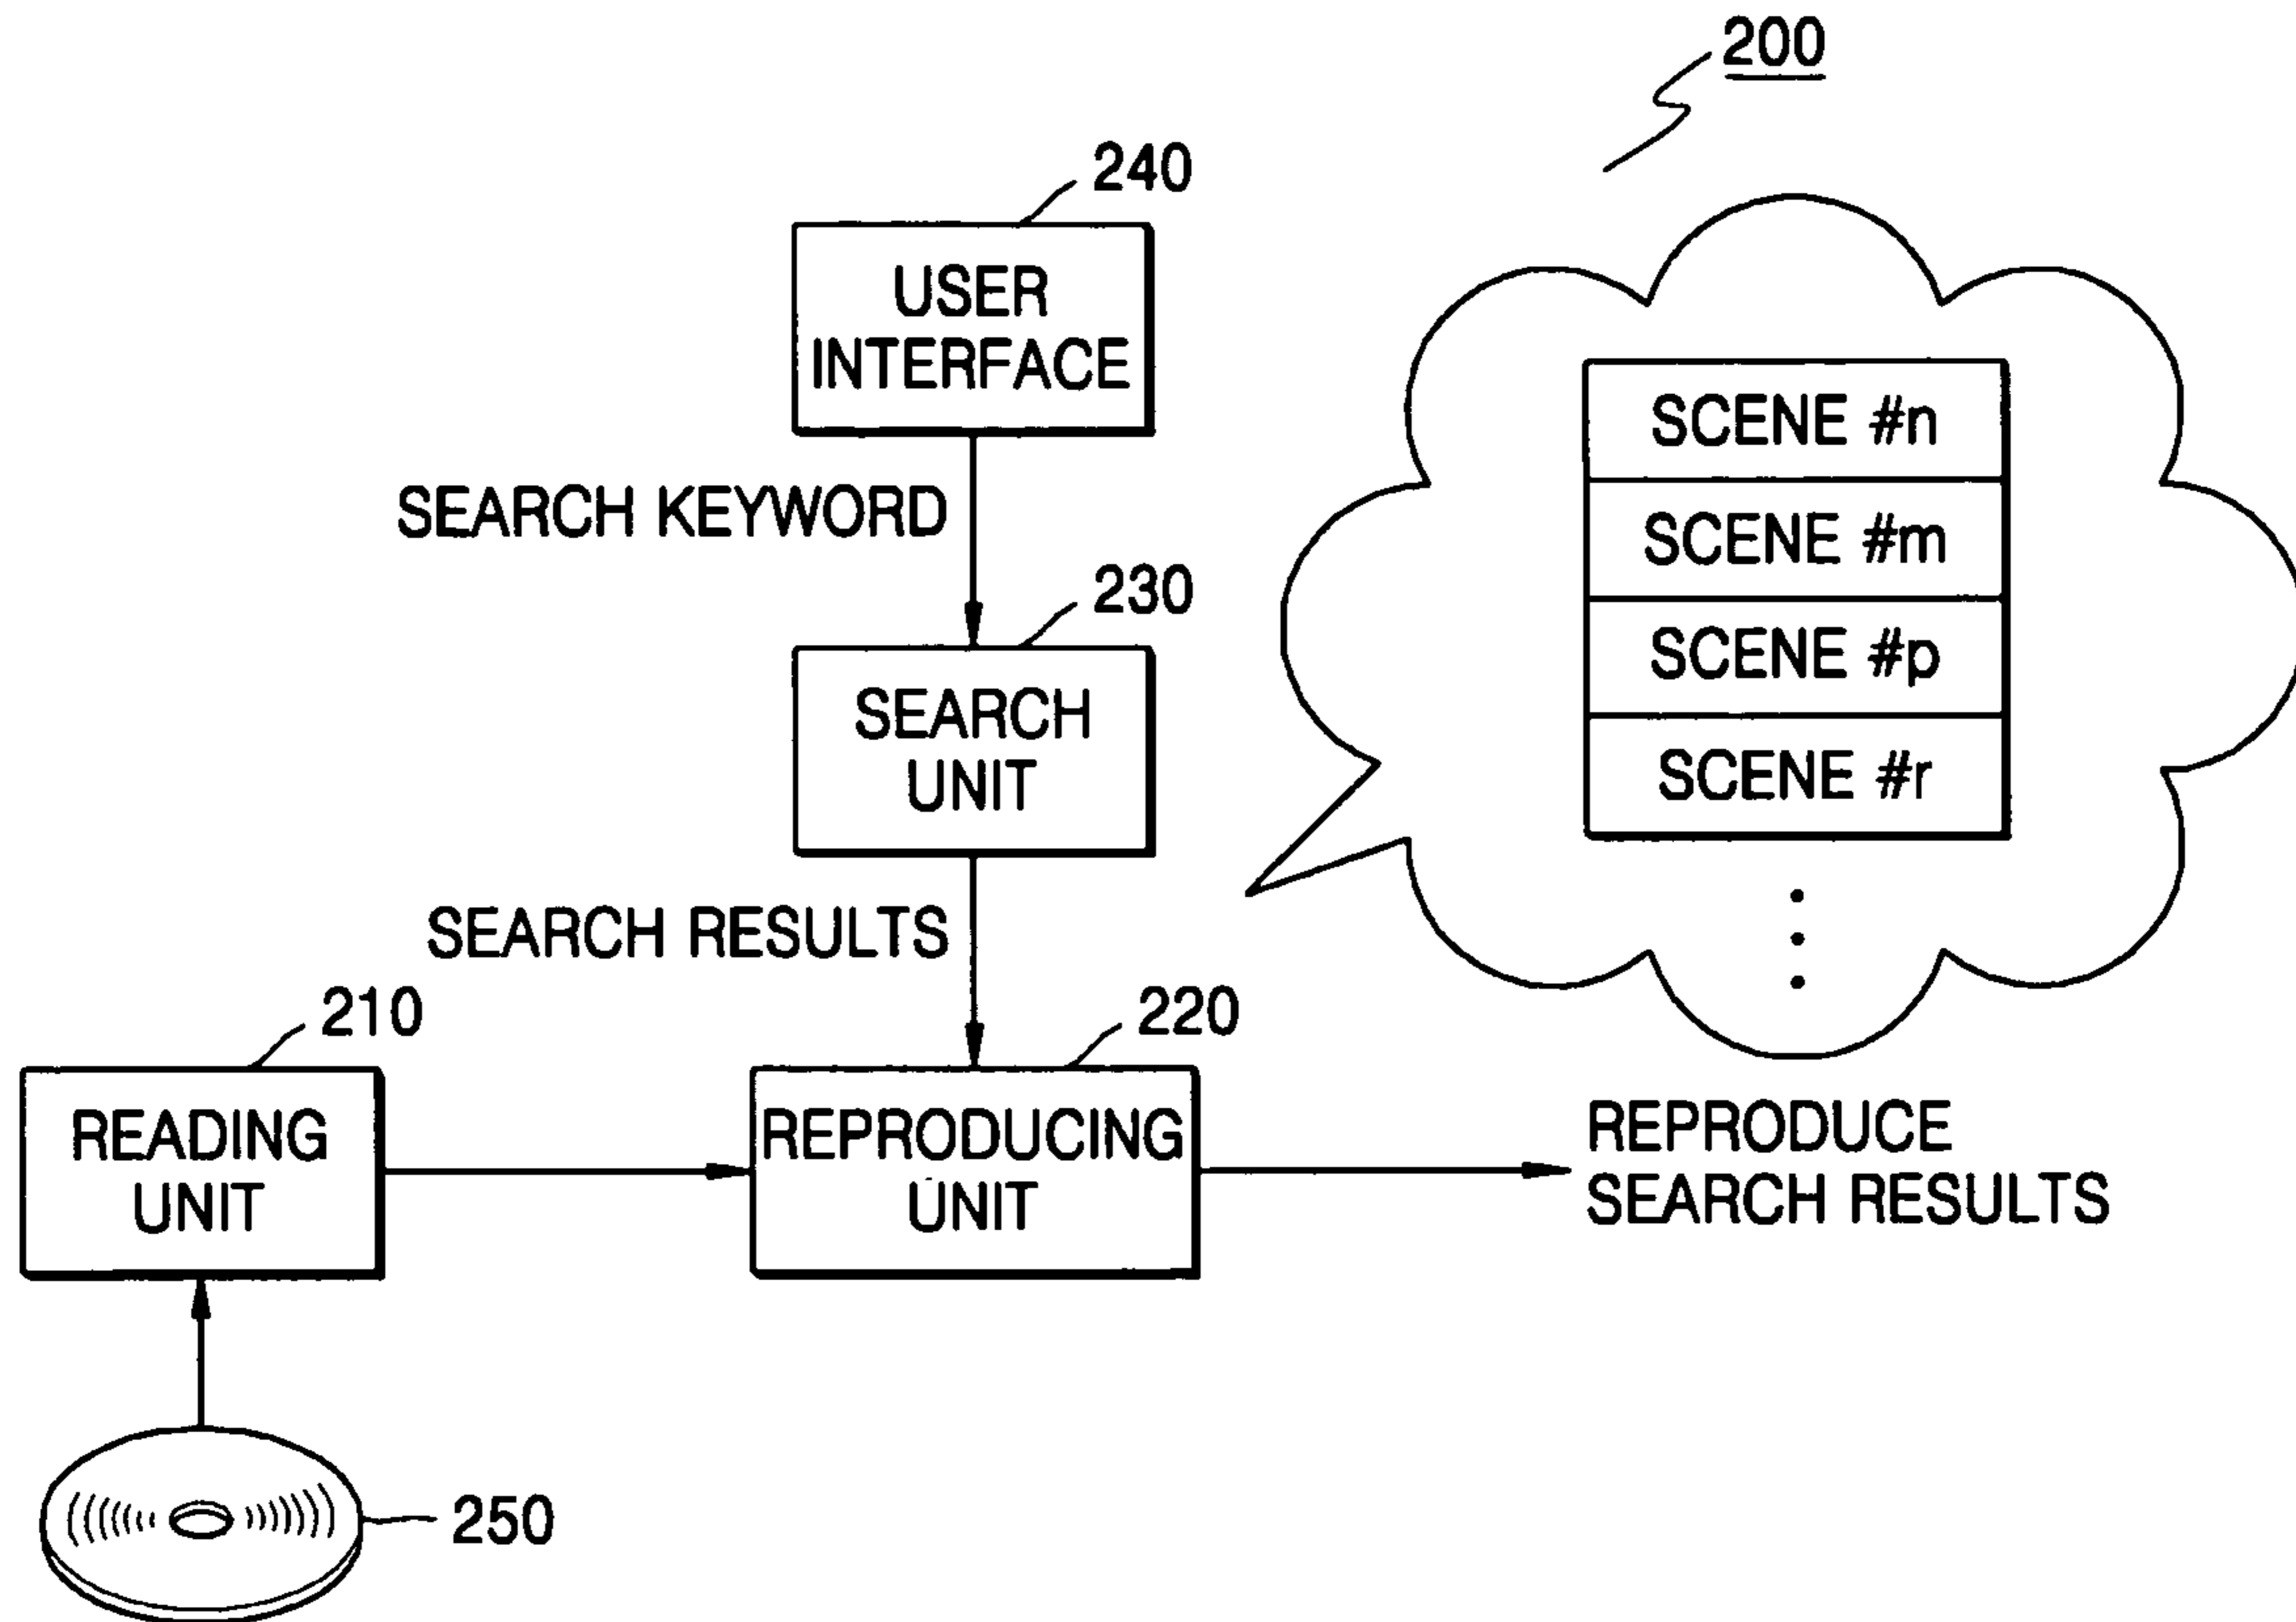 200
240
USER
INTERFACE
SEARCH KEYWORD
230
SEARCH
UNIT
SEARCH RESULTS
SCENE #n
SCENE #m
SCENE #p
SCENE #r
210
READING
UNIT
220
REPRODUCING
UNIT
REPRODUCE
SEARCH RESULTS
250